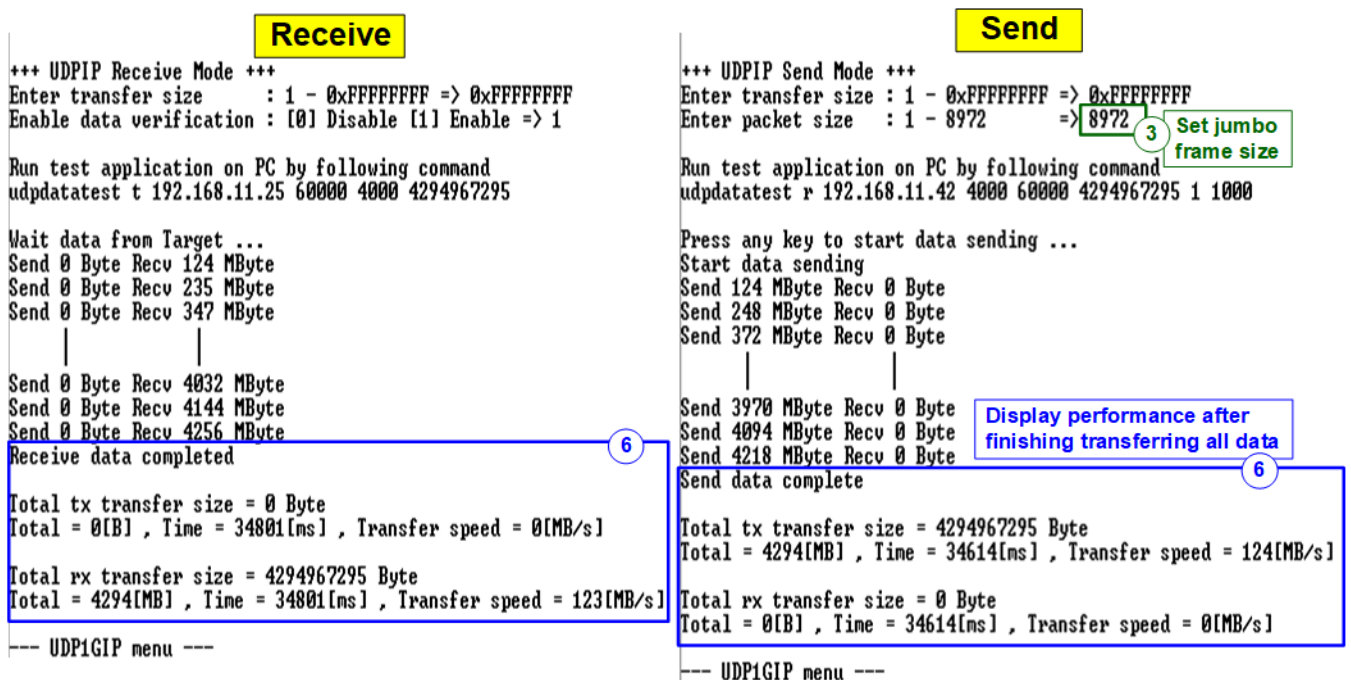 Receive
+++ UDPIP Receive Mode +++
Enter transfer size : 1 - 0xFFFFFFFF => 0xFFFFFFFF
Enable data verification : [0] Disable [1] Enable => 1
Run test application on PC by following command
udpdatatest t 192.168.11.25 60000 4000 4294967295
Wait data from Target ...
Send 0 Byte Recv 124 MByte
Send 0 Byte Recv 235 MByte
Send 0 Byte Recv 347 MByte
Send 0 Byte Recv 4032 MByte
Send 0 Byte Recv 4144 MByte
Send 0 Byte Recv 4256 MByte
6
Receive data completed
Total tx transfer size = 0 Byte
Total = 0[B] , Time = 34801[ms] , Transfer speed = 0[MB/s]
Total rx transfer size = 4294967295 Byte
Total = 4294[MB] , Time = 34801[ms] , Transfer speed = 123[MB/s]
--- UDP1GIP menu ---
Send
+++ UDPIP Send Mode +++
Enter transfer size : 1 - 0xFFFFFFFF => 0xFFFFFFFF
Enter packet size : 1 - 8972 => 8972
3
Set jumbo
frame size
Run test application on PC by following command
udpdatatest r 192.168.11.42 4000 60000 4294967295 1 1000
Press any key to start data sending ...
Start data sending
Send 124 MByte Recv 0 Byte
Send 248 MByte Recv 0 Byte
Send 372 MByte Recv 0 Byte
Send 3970 MByte Recv 0 Byte
Send 4094 MByte Recv 0 Byte
Send 4218 MByte Recv 0 Byte
Display performance after
finishing transferring all data
6
Send data complete
Total tx transfer size = 4294967295 Byte
Total = 4294[MB] , Time = 34614[ms] , Transfer speed = 124[MB/s]
Total rx transfer size = 0 Byte
Total = 0[B] , Time = 34614[ms] , Transfer speed = 0[MB/s]
--- UDP1GIP menu ---